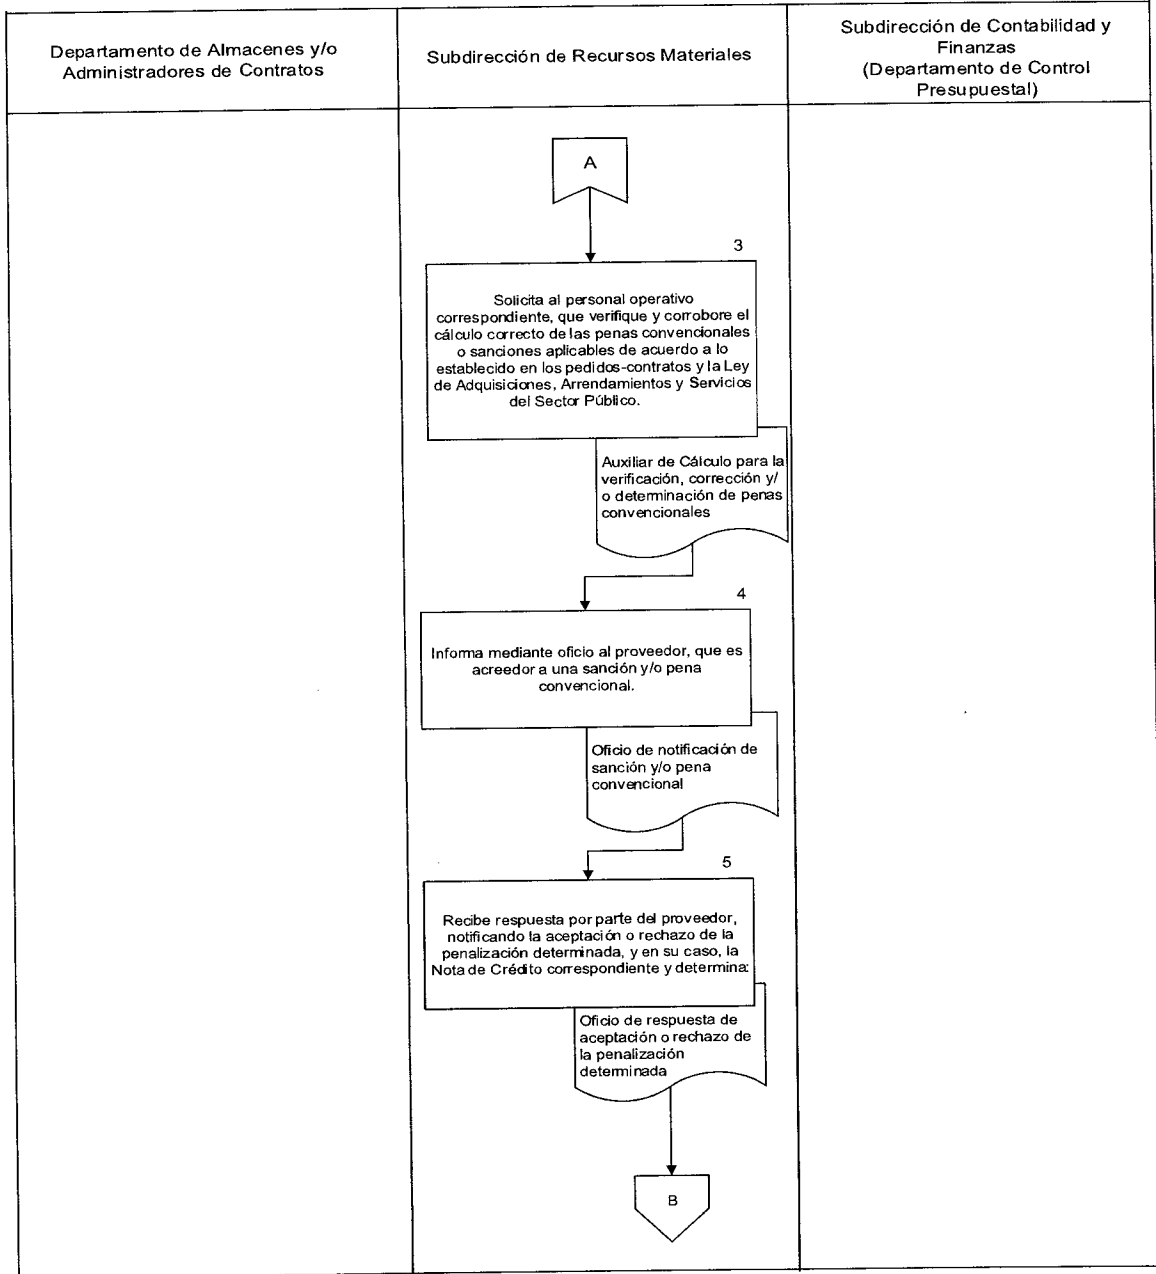 Departamento de Almacenes y/o
Administradores de Contratos
Subdirección de Recursos Materiales
Subdirección de Contabilidad y
Finanzas
(Departamento de Control
Presupuestal)
A
3
Solicita al personal operativo
correspondiente, que verifique y corrobore el
cálculo correcto de las penas convencionales
o sanciones aplicables de acuerdo a lo
establecido en los pedidos-contratos y la Ley
de Adquisiciones, Arrendamientos y Servicios
del Sector Público.
Auxiliar de Cálculo para la
verificación, corrección y/
o determinación de penas
convencionales
4
Informa mediante oficio al proveedor, que es
acreedor a una sanción y/o pena
convencional.
Oficio de notificación de
sanción y/o pena
convencional
5
Recibe respuesta por parte del proveedor,
notificando la aceptación o rechazo de la
penalización determinada, y en su caso, la
Nota de Crédito correspondiente y determina:
Oficio de respuesta de
aceptación o rechazo de
la penalización
determinada
B